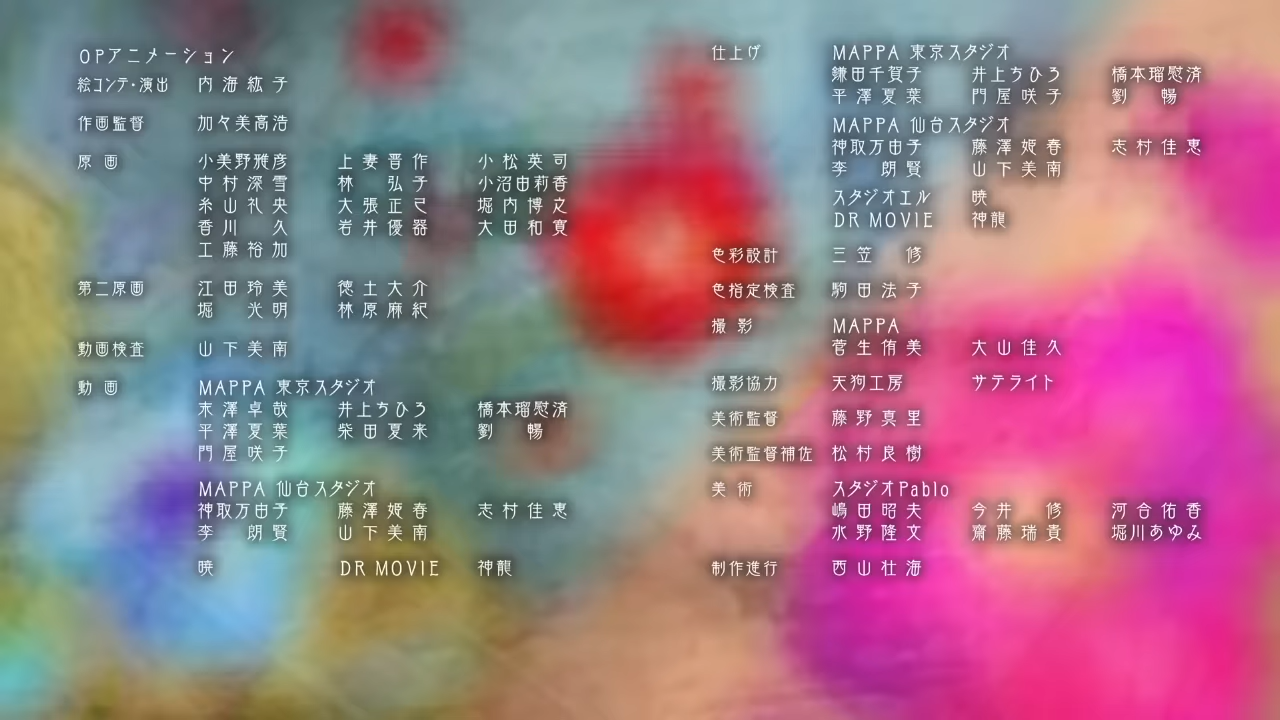 OPアニメーション
絵コンテ・演出 内海紘子
作画監督 加々美高浩
原画 小美野雅彦 上妻晋作 小松英司
中村深雪 林弘子 小沼由莉香
糸山礼央 大張正己 堀内博之
香川久 岩井優器 大田和寛
工藤裕加
第二原画 江田玲美 徳土大介
堀光明 林原麻紀
動画検査 山下美南
動画 MAPPA 東京スタジオ
末澤卓哉 井上ちひろ 橋本瑠慰済
平澤夏葉 柴田夏来 劉暢
門屋咲子
MAPPA 仙台スタジオ
神取万由子 藤澤姫春 志村佳恵
李朗賢 山下美南
暁 DR MOVIE 神龍
仕上げ MAPPA 東京スタジオ
鎌田千賀子 井上ちひろ 橋本瑠慰済
平澤夏葉 門屋咲子 劉暢
MAPPA 仙台スタジオ
神取万由子 藤澤姫春 志村佳恵
李朗賢 山下美南
スタジオエル 暁
DR MOVIE 神龍
色彩設計 三笠修
色指定検査 駒田法子
撮影 MAPPA
菅生侑美 大山佳久
撮影協力 天狗工房 サテライト
美術監督 藤野真里
美術監督補佐 松村良樹
美術 スタジオPablo
嶋田昭夫 今井修 河合佑香
水野隆文 齋藤瑞貴 堀川あゆみ
制作進行 西山壮海